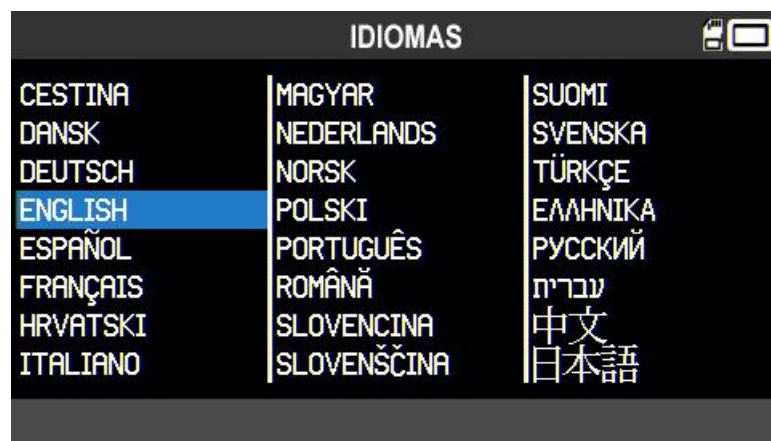 IDIOMAS
CESTINA
DANSK
DEUTSCH
ENGLISH
ESPAÑOL
FRANÇAIS
HRVATSKI
ITALIANO
MAGYAR
NEDERLANDS
NORSK
POLSKI
PORTUGUÊS
ROMÂNĂ
SLOVENCINA
SLOVENŠČINA
SUOMI
SVENSKA
TÜRKÇE
ΕΛΛΗΝΙΚΑ
РУССКИЙ
עברית
中文
日本語